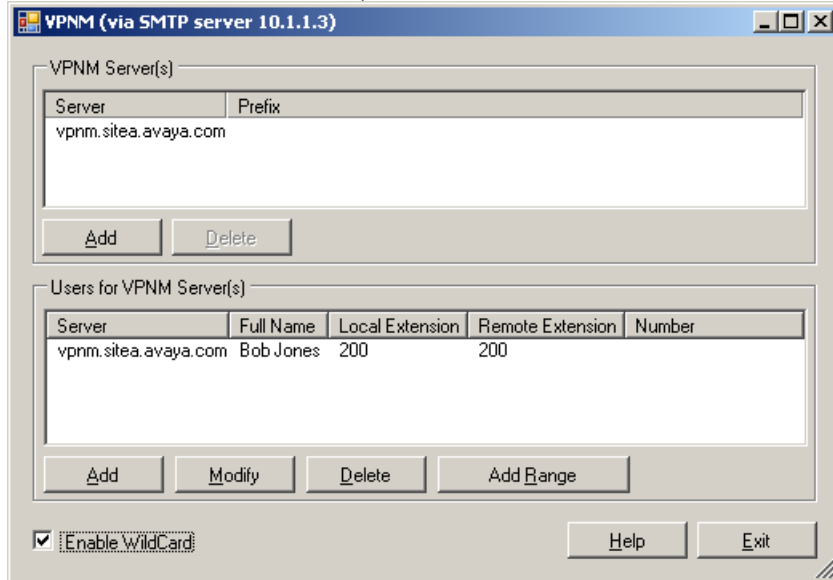 VPNM (via SMTP server 10.1.1.3)
VPNM Server(s)
Server Prefix
vpnm.sitea.avaya.com
Add Delete
Users for VPNM Server(s)
Server Full Name Local Extension Remote Extension Number
vpnm.sitea.avaya.com Bob Jones 200 200
Add Modify Delete Add Range
Enable WildCard Help Exit